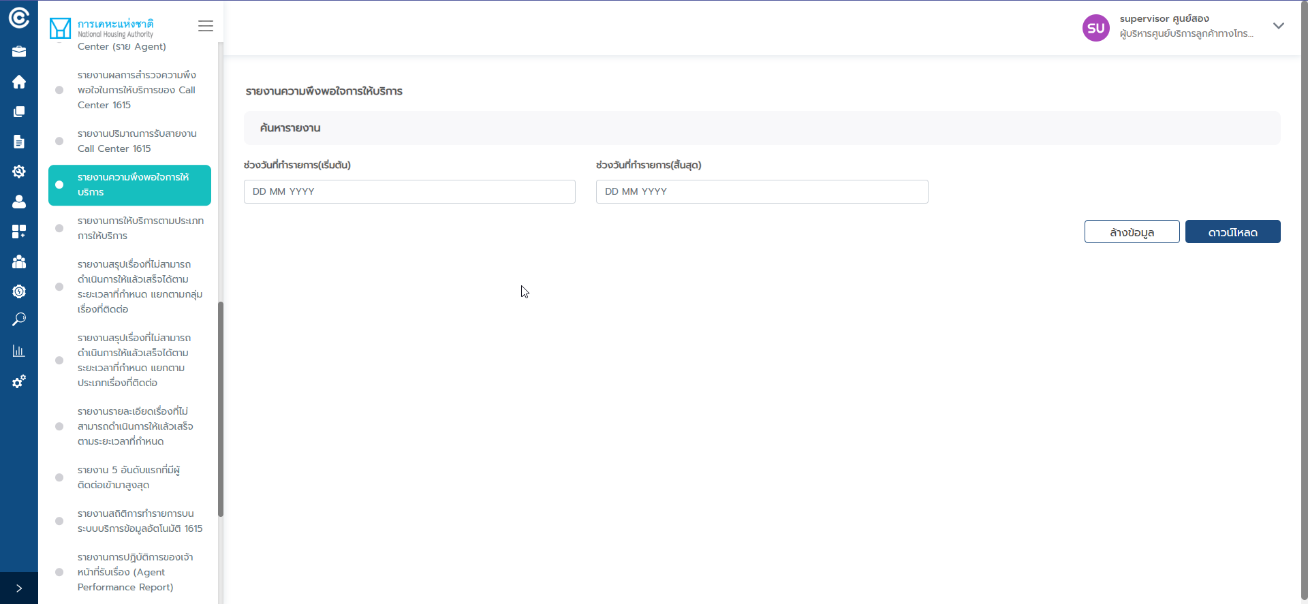 การเคหะแห่งชาติ
National Housing Authority
supervisor ศูนย์สอง
SU
ผู้บริหารศูนย์บริการลูกค้าทางโทร...
Center (ราย Agent)
รายงานผลการสำรวจความพึง
พอใจในการให้บริการของ Call
Center 1615
รายงานปริมาณการรับสายงาน
Call Center 1615
รายงานความพึงพอใจการให้
บริการ
รายงานการให้บริการตามประเภท
การให้บริการ
รายงานสรุปเรื่องที่ไม่สามารถ
ดำเนินการให้แล้วเสร็จได้ตาม
ระยะเวลาที่กำหนด แยกตามกลุ่ม
เรื่องที่ติดต่อ
รายงานสรุปเรื่องที่ไม่สามารถ
ดำเนินการให้แล้วเสร็จได้ตาม
ระยะเวลาที่กำหนด แยกตาม
ประเภทเรื่องที่ติดต่อ
รายงานรายละเอียดเรื่องที่ไม่
สามารถดำเนินการให้แล้วเสร็จ
ตามระยะเวลาที่กำหนด
รายงาน 5 อันดับแรกที่มีผู้
ติดต่อเข้ามาสูงสุด
รายงานสถิติการทำรายการบน
ระบบบริการข้อมูลอัตโนมัติ 1615
รายงานการปฏิบัติการของเจ้า
หน้าที่รับเรื่อง (Agent
Performance Report)
รายงานความพึงพอใจการให้บริการ
ค้นหารายงาน
ช่วงวันที่ทำรายการ(เริ่มต้น)
ช่วงวันที่ทำรายการ(สิ้นสุด)
DD MM YYYY
DD MM YYYY
ล้างข้อมูล
ดาวน์โหลด